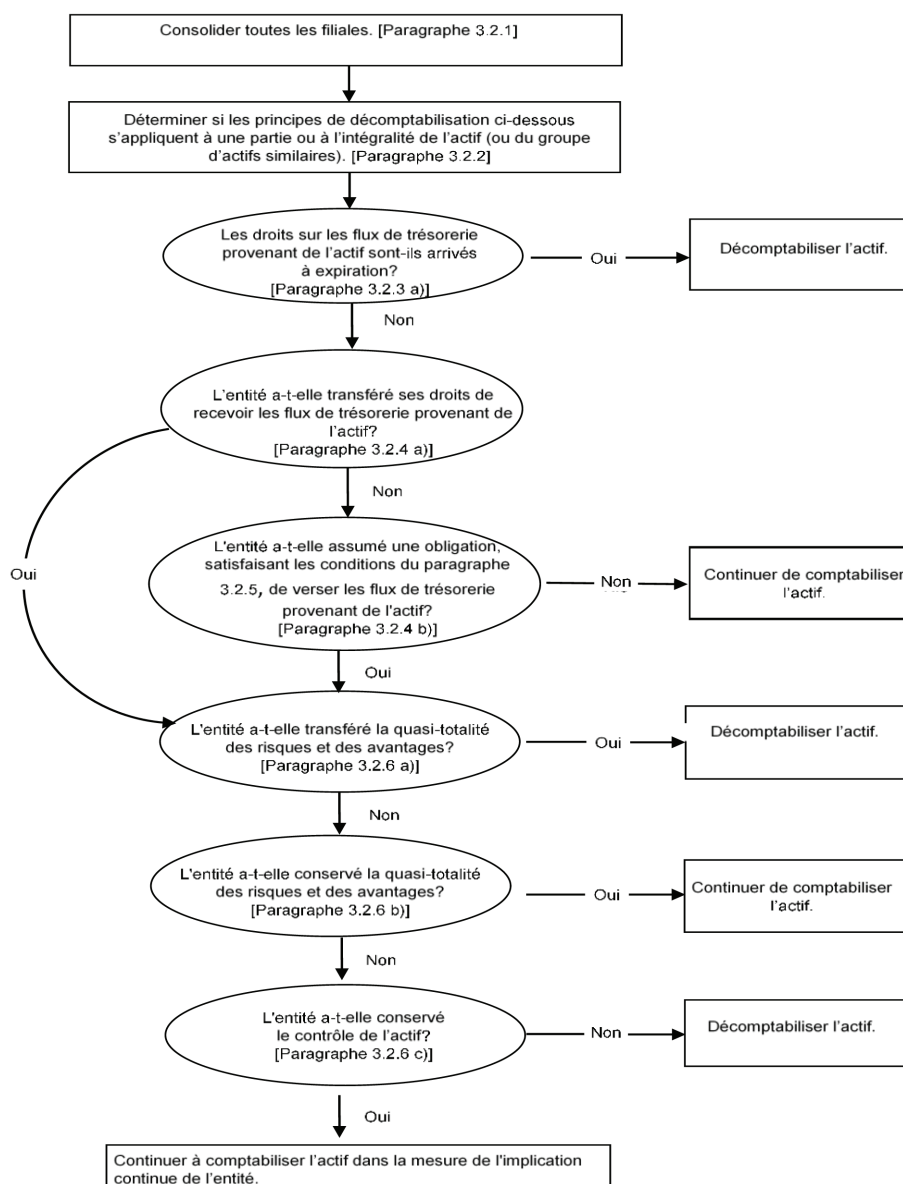 Consolider toutes les filiales. [Paragraphe 3.2.1]
Déterminer si les principes de décomptabilisation ci-dessous
s'appliquent à une partie ou à l'intégralité de l'actif (ou du groupe
d'actifs similaires). [Paragraphe 3.2.2]
Les droits sur les flux de trésorerie
provenant de l'actif sont-ils arrivés
à expiration?
[Paragraphe 3.2.3 a)]
Oui
Décomptabiliser l'actif.
Non
L'entité a-t-elle transféré ses droits de
recevoir les flux de trésorerie provenant de
l'actif?
[Paragraphe 3.2.4 a)]
Non
Oui
L'entité a-t-elle assumé une obligation,
satisfaisant les conditions du paragraphe
3.2.5, de verser les flux de trésorerie
provenant de l'actif?
[Paragraphe 3.2.4 b)]
Non
Continuer de comptabiliser
l'actif.
Oui
L'entité a-t-elle transféré la quasi-totalité
des risques et des avantages?
[Paragraphe 3.2.6 a)]
Oui
Décomptabiliser l'actif.
Non
L'entité a-t-elle conservé la quasi-totalité
des risques et des avantages?
[Paragraphe 3.2.6 b)]
Oui
Continuer de comptabiliser
l'actif.
Non
L'entité a-t-elle conservé
le contrôle de l'actif?
[Paragraphe 3.2.6 c)]
Non
Décomptabiliser l'actif.
Oui
Continuer à comptabiliser l'actif dans la mesure de l'implication
continue de l'entité.